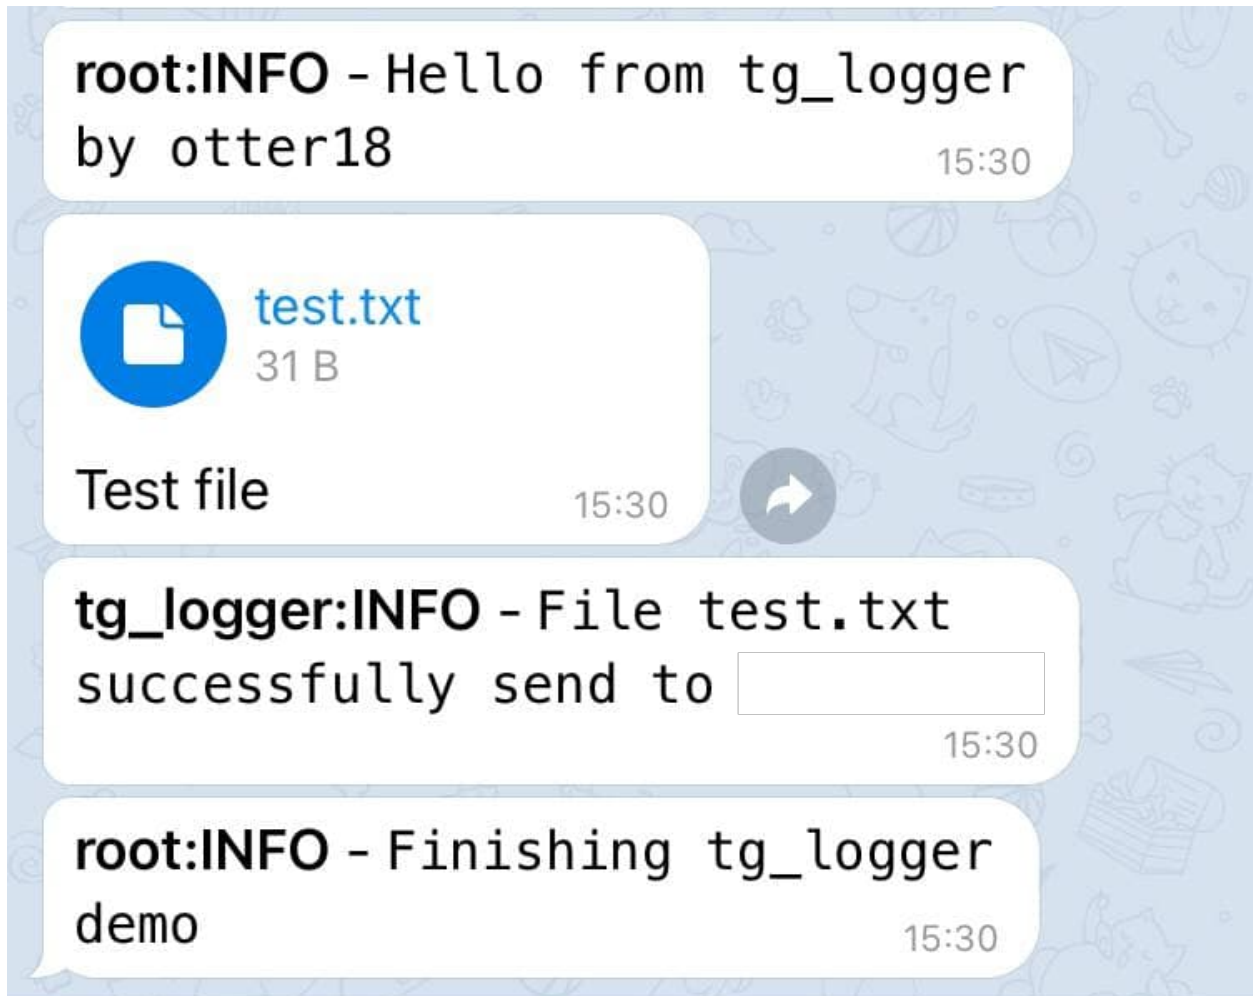 root:INFO - Hello from tg_logger
by otter18
15:30
test.txt
31 B
Test file
15:30
tg_logger:INFO - File test.txt
successfully send to
15:30
root:INFO - Finishing tg_logger
demo
15:30